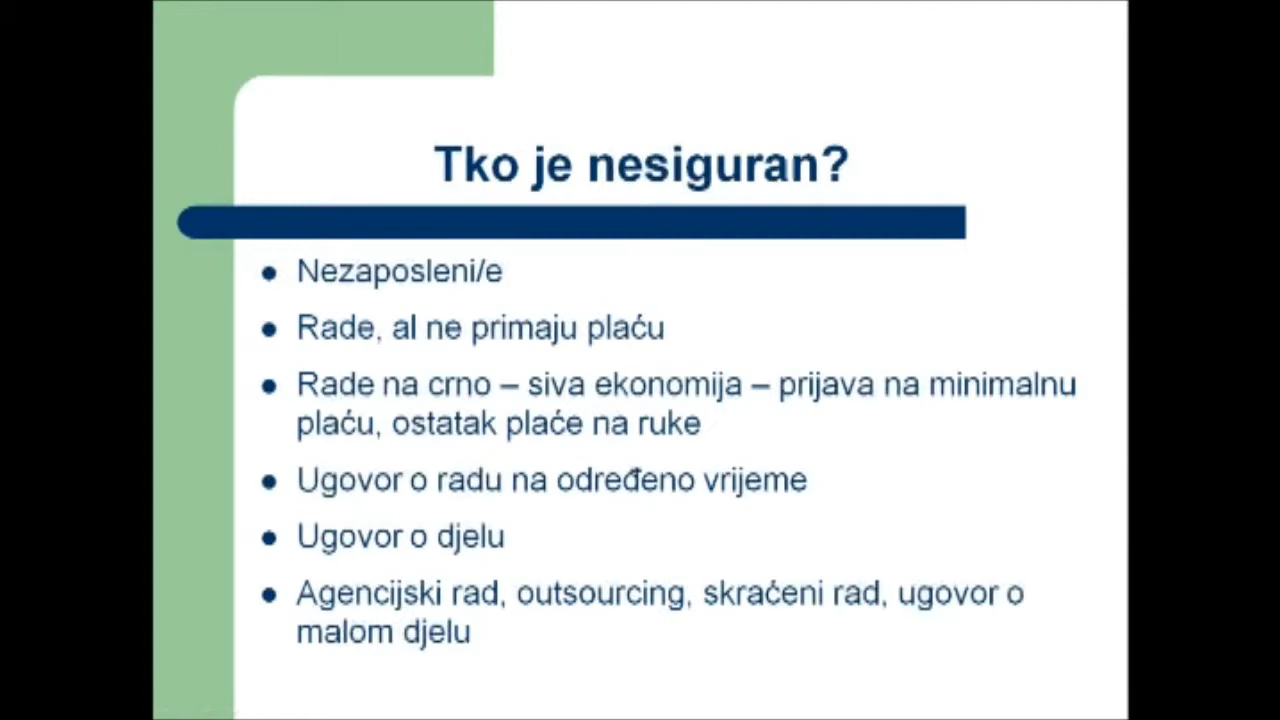 Tko je nesiguran?
Nezaposleni/e
Rade, al ne primaju plaću
Rade na crno – siva ekonomija – prijava na minimalnu
plaću, ostatak plaće na ruke
Ugovor o radu na određeno vrijeme
Ugovor o djelu
Agencijski rad, outsourcing, skraćeni rad, ugovor o
malom djelu